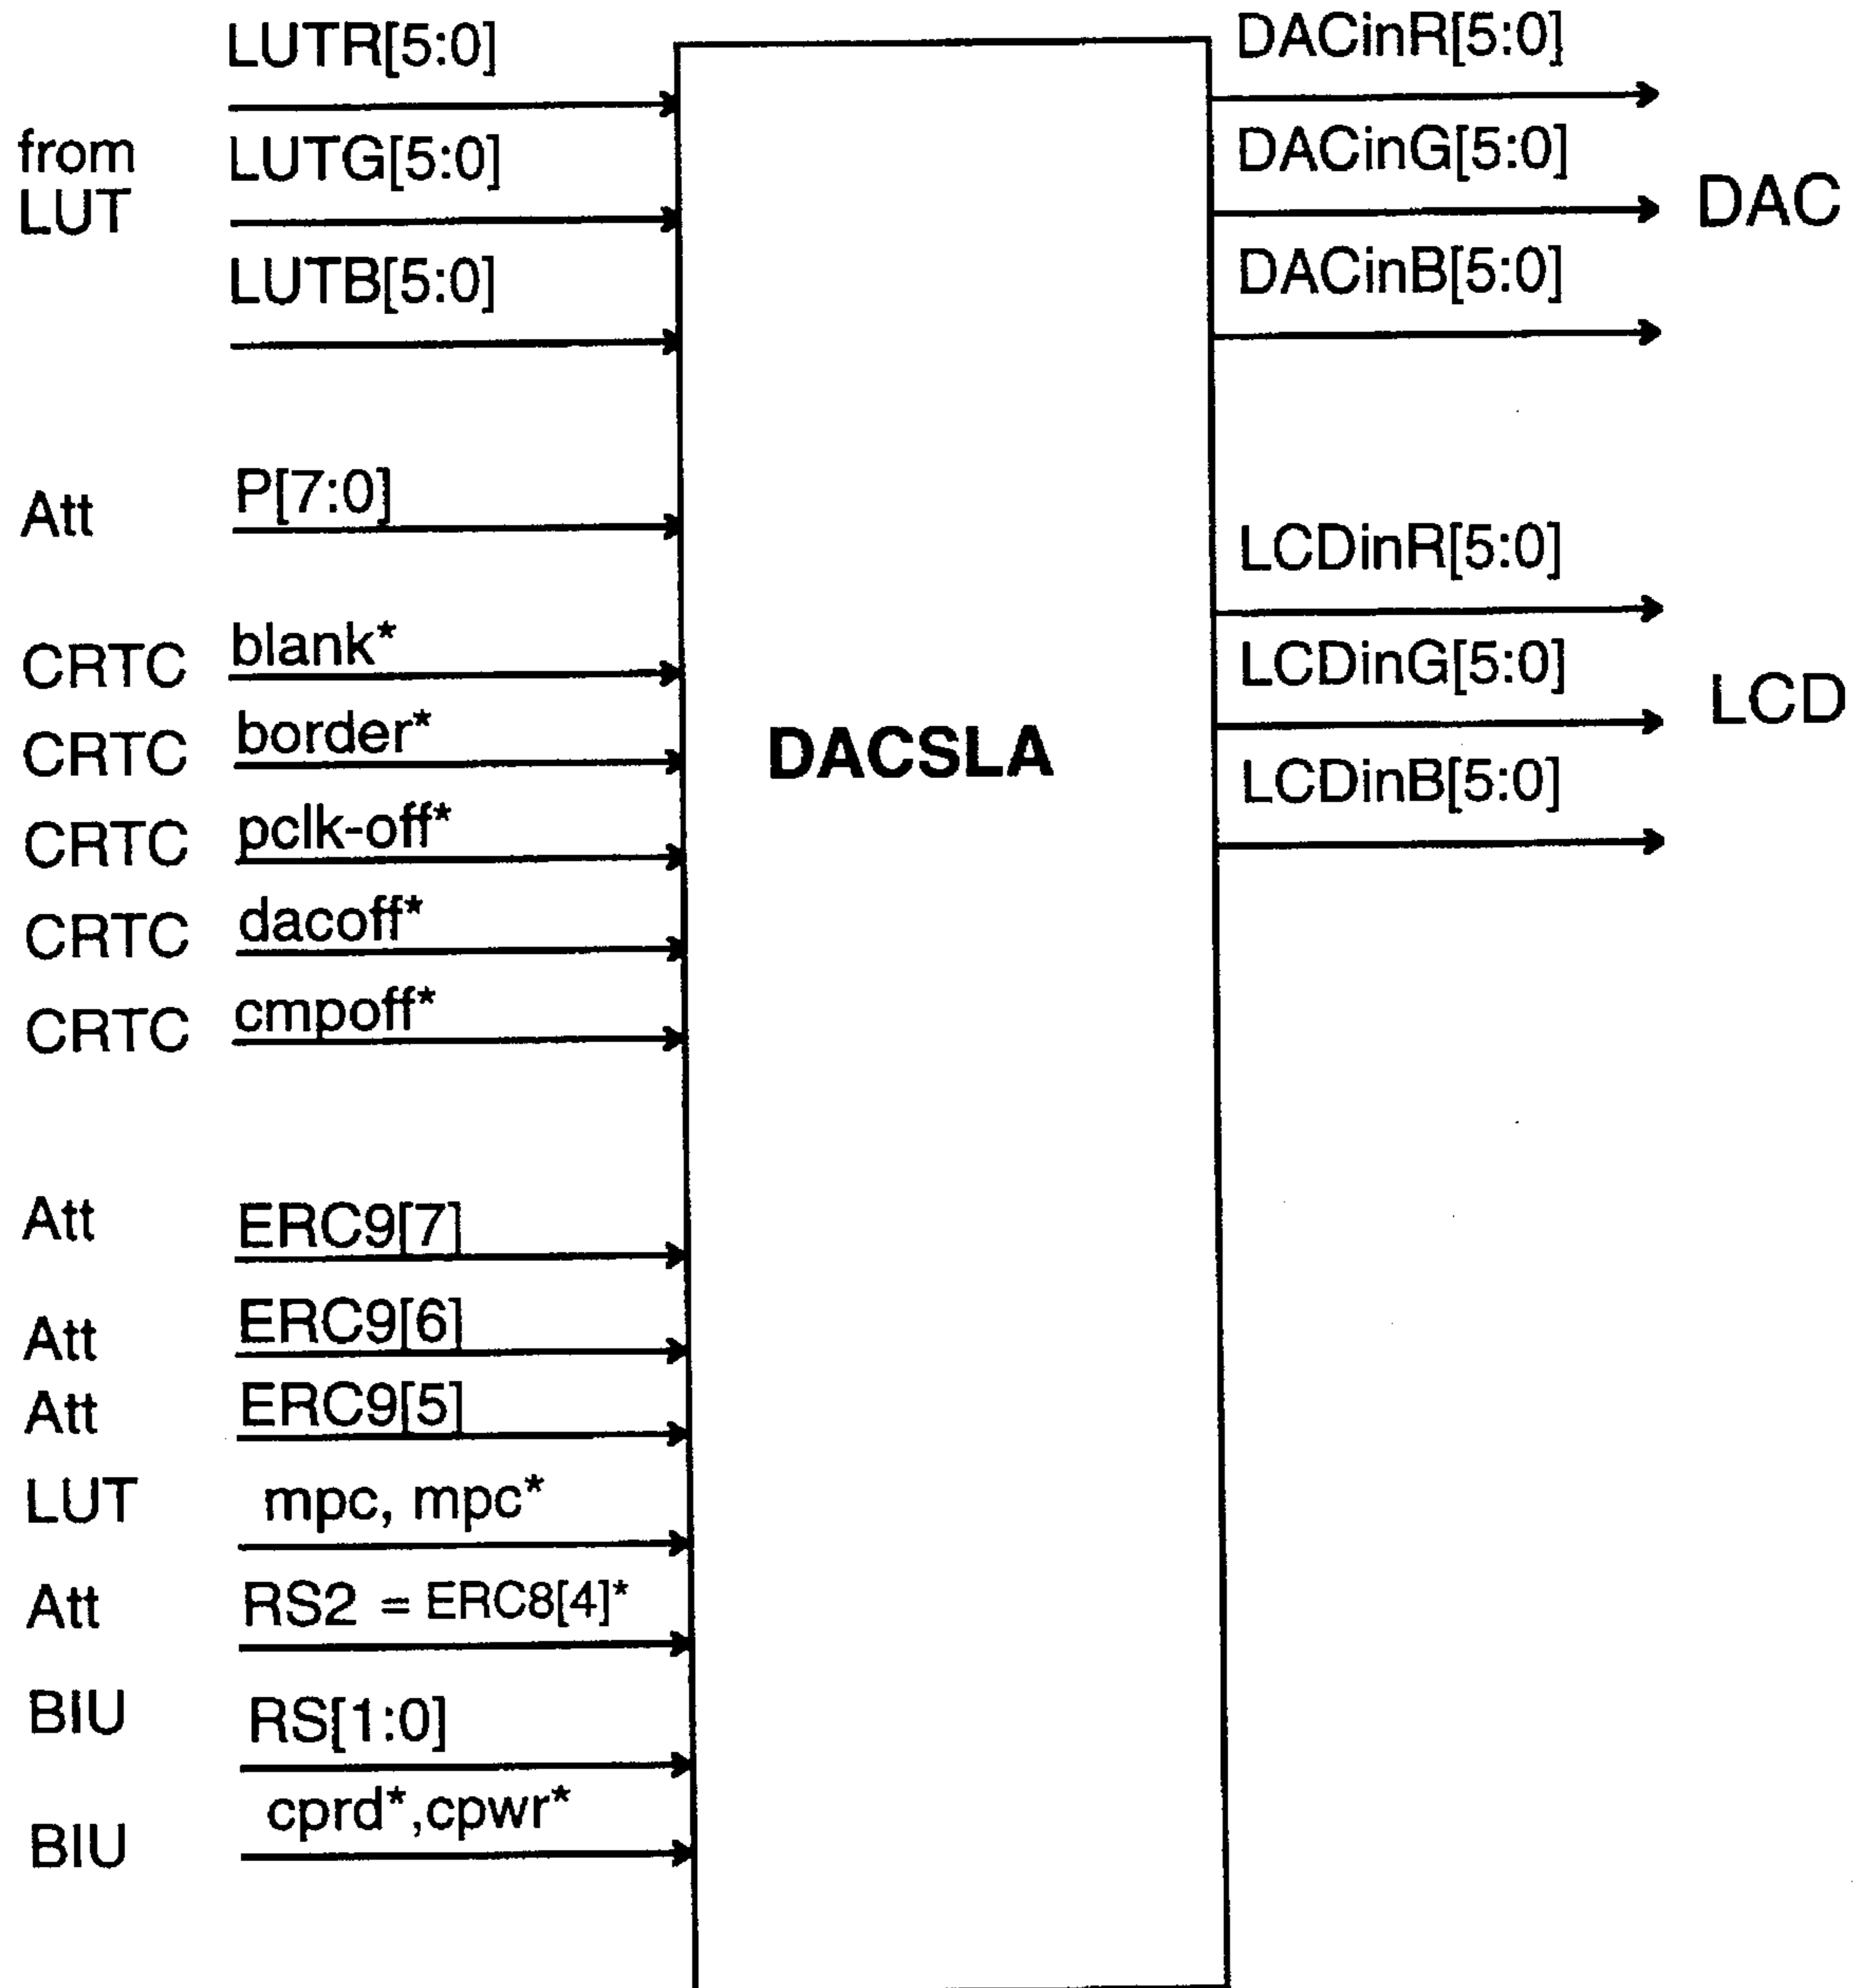 LUTR[5:0]
from
LUT
LUTG[5:0]
LUTB[5:0]
Att P[7:0]
CRTC blank*
CRTC border*
CRTC pclk-off*
CRTC dacoff*
CRTC cmpoff*
Att ERC9[7]
Att ERC9[6]
Att ERC9[5]
LUT mpc, mpc*
Att RS2 = ERC8[4]*
BIU RS[1:0]
BIU cprd*,cpwr*
DACSLA
DACinR[5:0]
DACinG[5:0]
DAC
DACinB[5:0]
LCDinR[5:0]
LCDinG[5:0]
LCD
LCDinB[5:0]